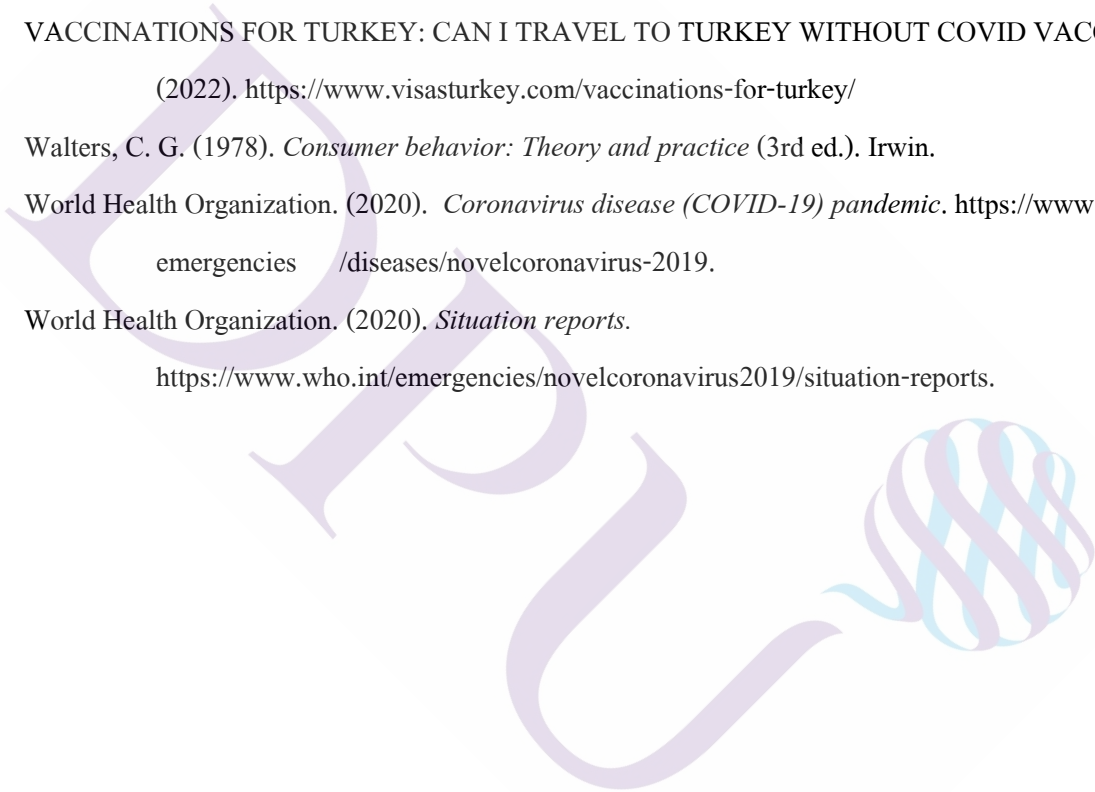 VACCINATIONS FOR TURKEY: CAN I TRAVEL TO TURKEY WITHOUT COVID
(2022). https://www.visasturkey.com/vaccinations-for-turkey/
Walters, C. G. (1978). Consumer behavior: Theory and practice (3rd ed.). Irwin.
World Health Organization. (2020). Coronavirus disease (COVID-19) pandemic. https://www
emergencies /diseases/novelcoronavirus-2019.
World Health Organization. (2020). Situation reports.
https://www.who.int/emergencies/novelcoronavirus2019/situation-reports.
DPU